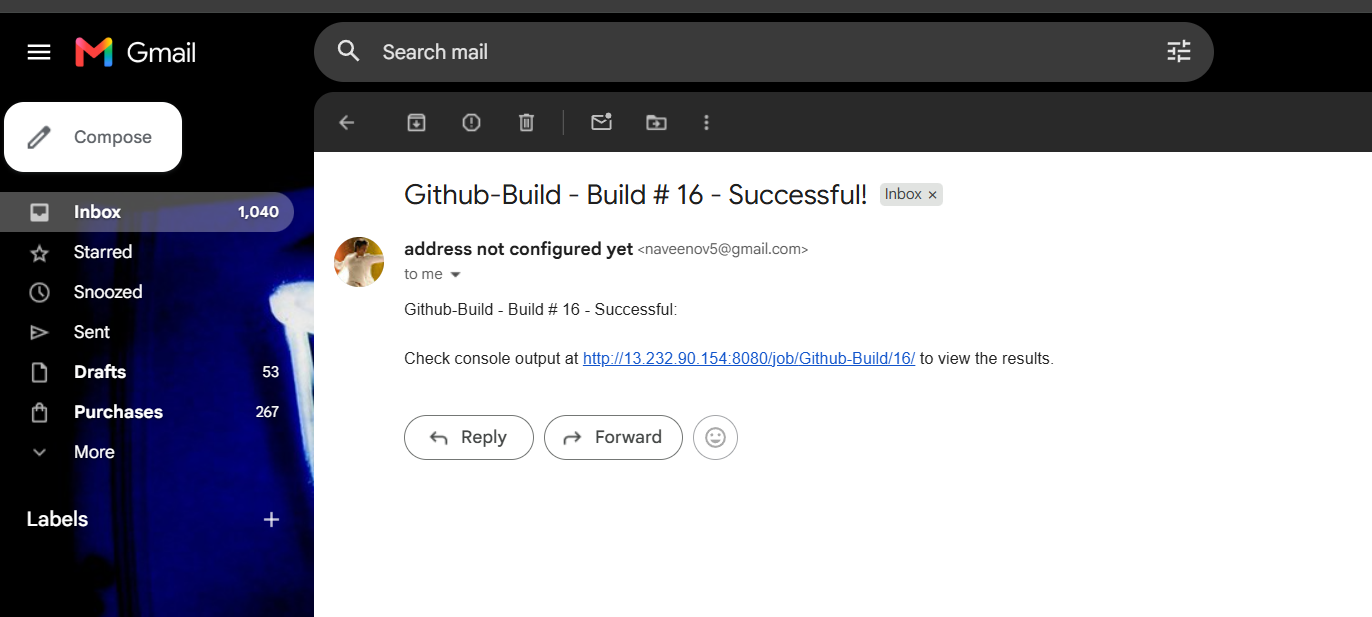 Gmail
Search mail
Compose
Inbox 1,040
Starred
Snoozed
Sent
Drafts 53
Purchases 267
More
Labels
Github-Build - Build # 16 - Successful! Inbox ×
address not configured yet <naveenov5@gmail.com>
to me
Github-Build - Build # 16 - Successful:
Check console output at http://13.232.90.154:8080/job/Github-Build/16/ to view the results.
Reply Forward